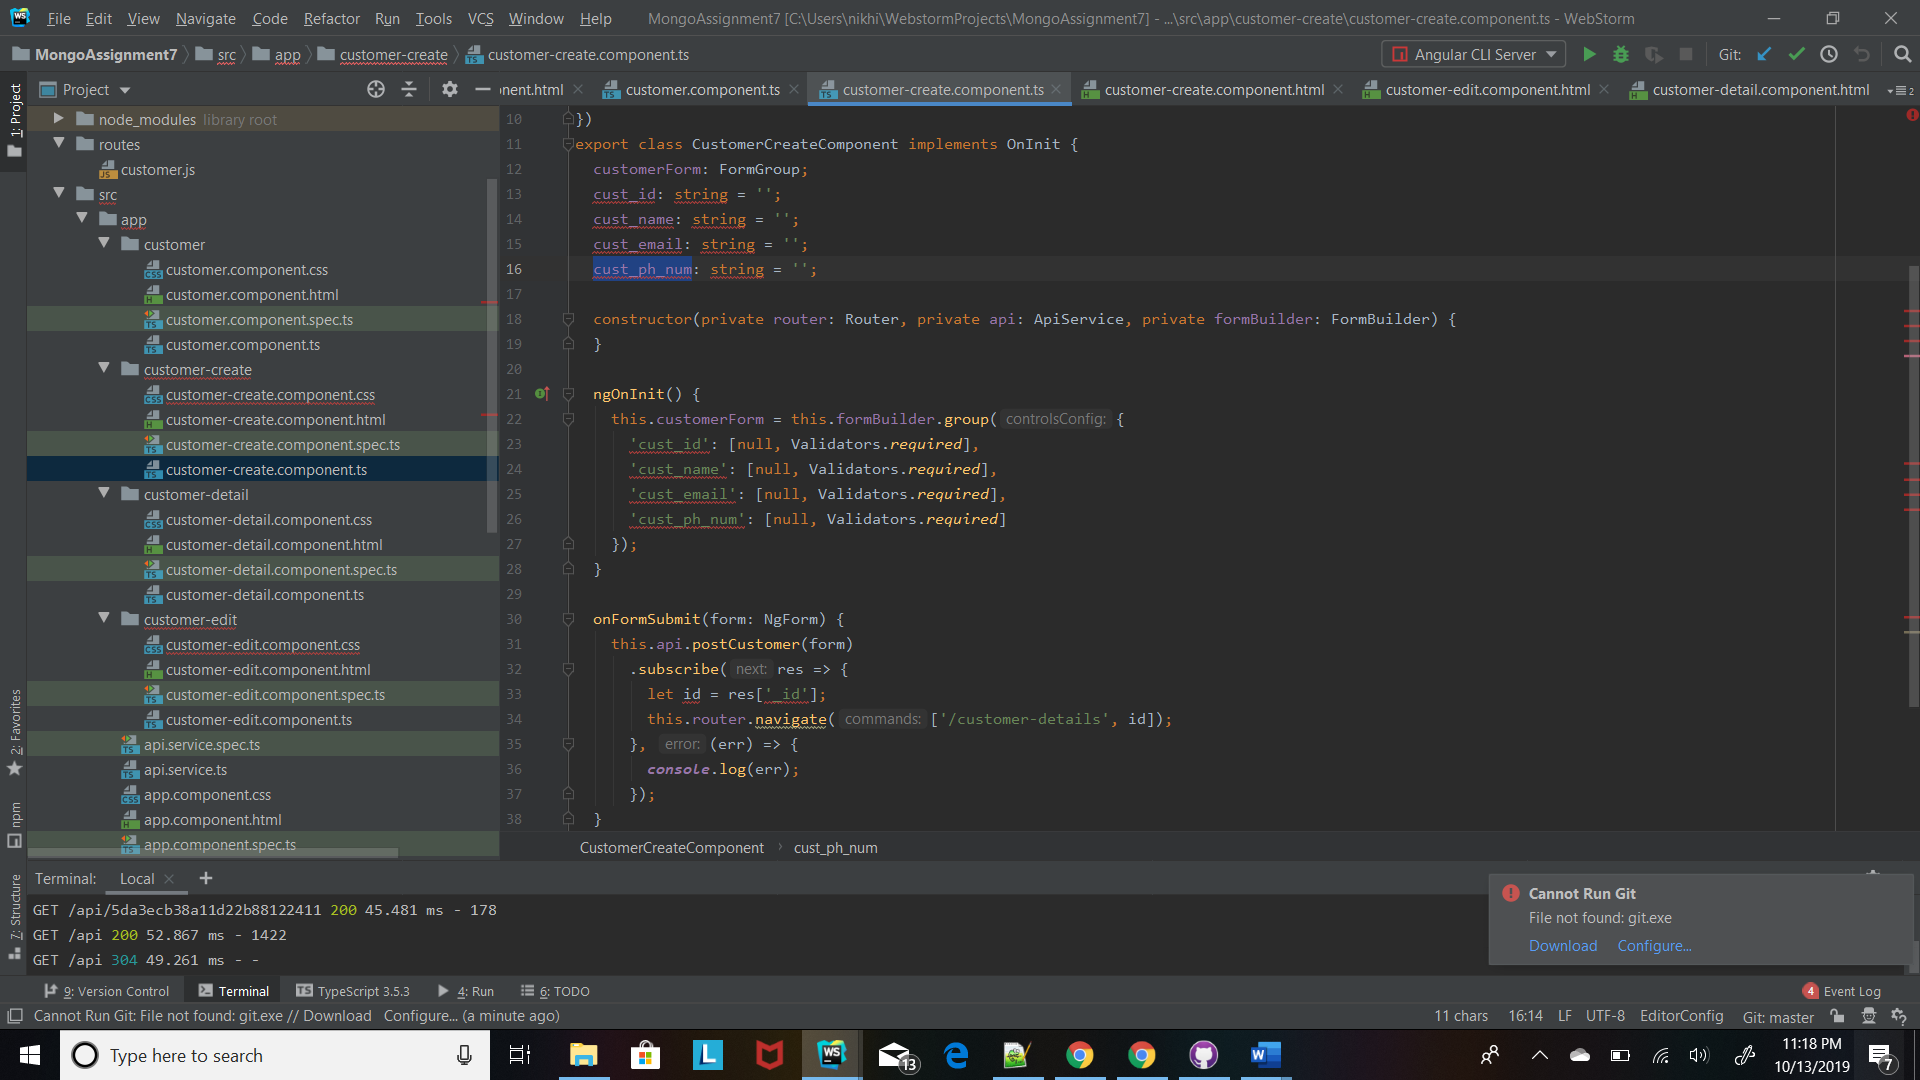 File Edit View Navigate Code Refactor Run Tools VCS Window Help MongoAssignment7 [C:\Users\nikhi\WebstormProjects\MongoAssignment7] - ...\src\app\customer-create\customer-create.component.ts - WebStorm
MongoAssignment7 src app customer-create customer-create.component.ts Angular CLI Server Git:
Project nent.html customer.component.ts customer-create.component.ts customer-create.component.html customer-edit.component.html customer-detail.component.html 2
1: Project
node_modules library root
routes
customer.js
src
app
customer
customer.component.css
customer.component.html
customer.component.spec.ts
customer.component.ts
customer-create
customer-create.component.css
customer-create.component.html
customer-create.component.spec.ts
customer-create.component.ts
customer-detail
customer-detail.component.css
customer-detail.component.html
customer-detail.component.spec.ts
customer-detail.component.ts
customer-edit
customer-edit.component.css
customer-edit.component.html
customer-edit.component.spec.ts
customer-edit.component.ts
api.service.spec.ts
api.service.ts
app.component.css
app.component.html
app.component.spec.ts
2: Favorites
npm
7: Structure
10 })
11 export class CustomerCreateComponent implements OnInit {
12 customerForm: FormGroup;
13 cust_id: string = '';
14 cust_name: string = '';
15 cust_email: string = '';
16 cust_ph_num: string = '';
17
18 constructor(private router: Router, private api: ApiService, private formBuilder: FormBuilder) {
19 }
20
21 ngOnInit() {
22 this.customerForm = this.formBuilder.group( controlsConfig: {
23 'cust_id': [null, Validators.required],
24 'cust_name': [null, Validators.required],
25 'cust_email': [null, Validators.required],
26 'cust_ph_num': [null, Validators.required]
27 });
28 }
29
30 onFormSubmit(form: NgForm) {
31 this.api.postCustomer(form)
32 .subscribe( next: res => {
33 let id = res['_id'];
34 this.router.navigate( commands: ['/customer-details', id]);
35 }, error: (err) => {
36 console.log(err);
37 });
38 }
CustomerCreateComponent cust_ph_num
Terminal: Local
GET /api/5da3ecb38a11d22b88122411 200 45.481 ms - 178
GET /api 200 52.867 ms - 1422
GET /api 304 49.261 ms - -
Cannot Run Git
File not found: git.exe
Download Configure...
9: Version Control Terminal TypeScript 3.5.3 4: Run 6: TODO 4 Event Log
Cannot Run Git: File not found: git.exe // Download Configure... (a minute ago) 11 chars 16:14 LF UTF-8 EditorConfig Git: master
Type here to search WS 13 11:18 PM
10/13/2019 7